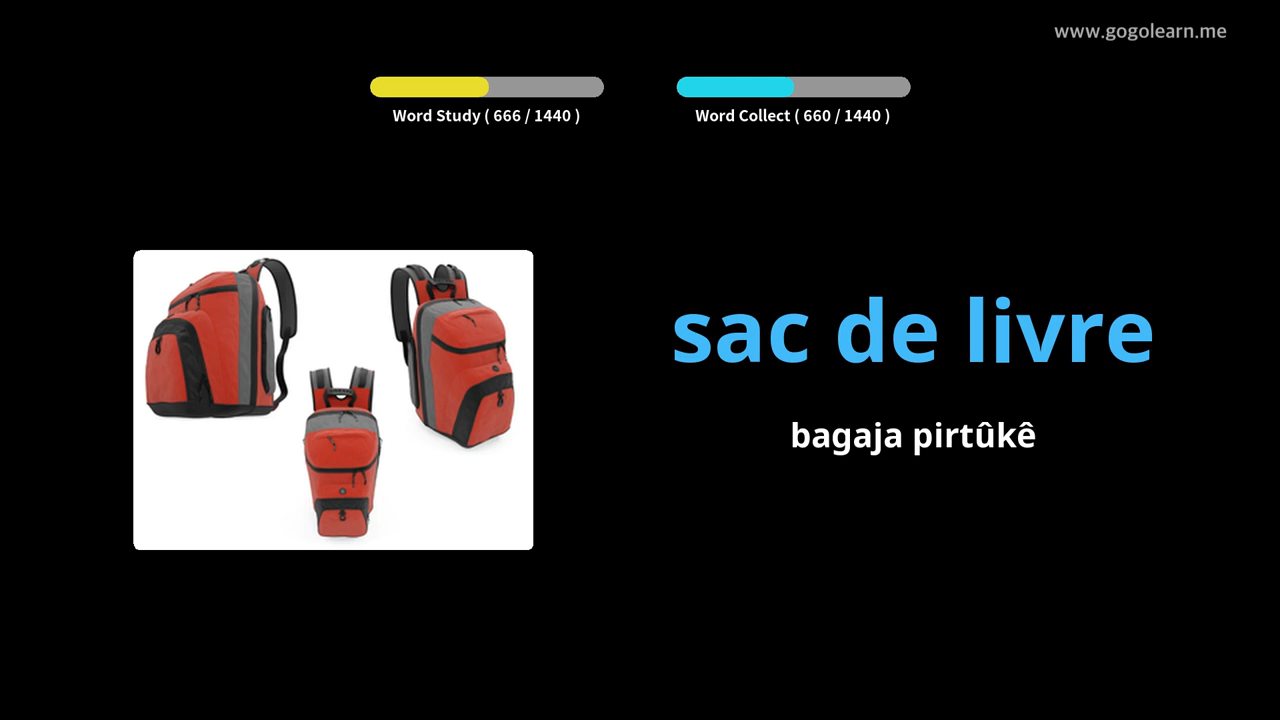 www.gogolearn.me
Word Study ( 666 / 1440 )
Word Collect ( 660 / 1440 )
sac de livre
bagaja pirtûkê